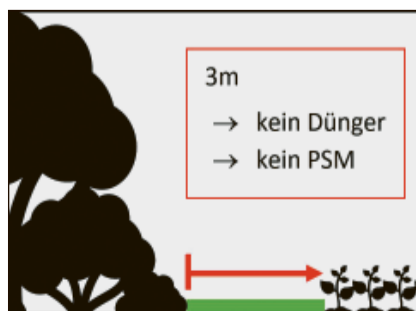 3m
→ kein Dünger
→ kein PSM